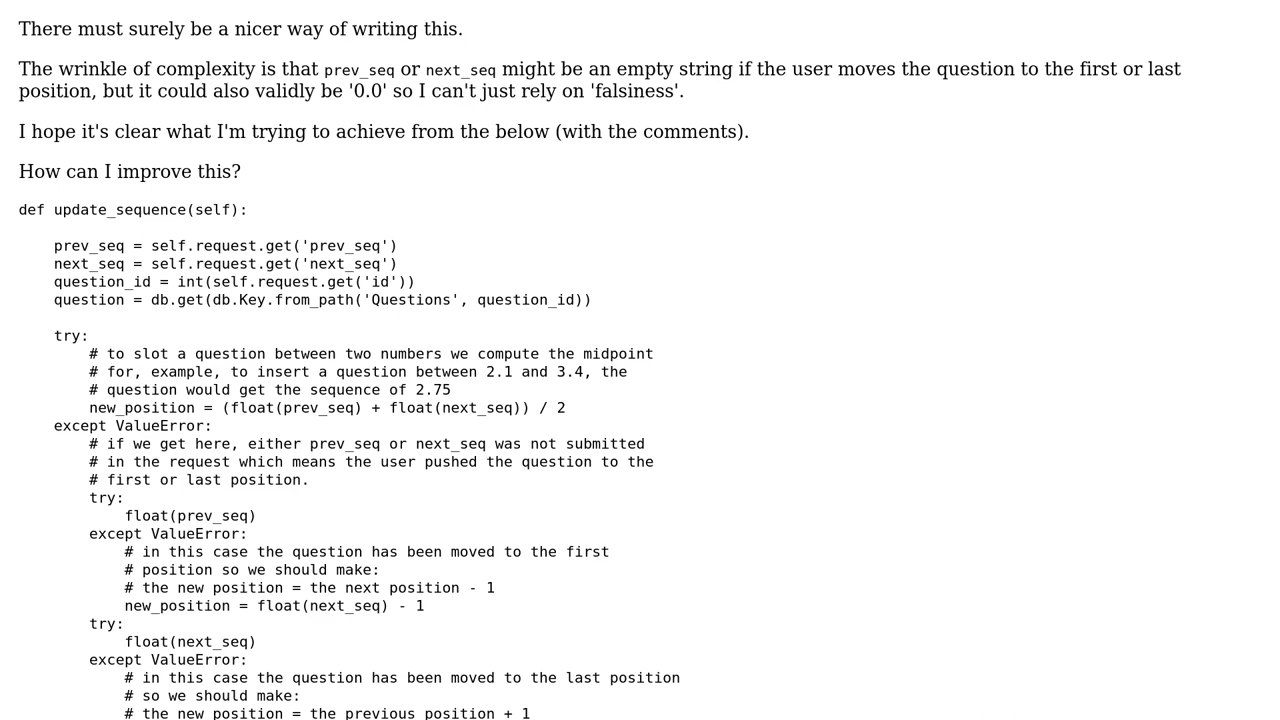 There must surely be a nicer way of writing this.
The wrinkle of complexity is that prev_seq or next_seq might be an empty string if the user moves the question to the first or last
position, but it could also validly be '0.0' so I can't just rely on 'falsiness'.
I hope it's clear what I'm trying to achieve from the below (with the comments).
How can I improve this?
def update_sequence(self):
    prev_seq = self.request.get('prev_seq')
    next_seq = self.request.get('next_seq')
    question_id = int(self.request.get('id'))
    question = db.get(db.Key.from_path('Questions', question_id))
    try:
        # to slot a question between two numbers we compute the midpoint
        # for, example, to insert a question between 2.1 and 3.4, the
        # question would get the sequence of 2.75
        new_position = (float(prev_seq) + float(next_seq)) / 2
    except ValueError:
        # if we get here, either prev_seq or next_seq was not submitted
        # in the request which means the user pushed the question to the
        # first or last position.
        try:
            float(prev_seq)
        except ValueError:
            # in this case the question has been moved to the first
            # position so we should make:
            # the new position = the next position - 1
            new_position = float(next_seq) - 1
        try:
            float(next_seq)
        except ValueError:
            # in this case the question has been moved to the last position
            # so we should make:
            # the new position = the previous position + 1